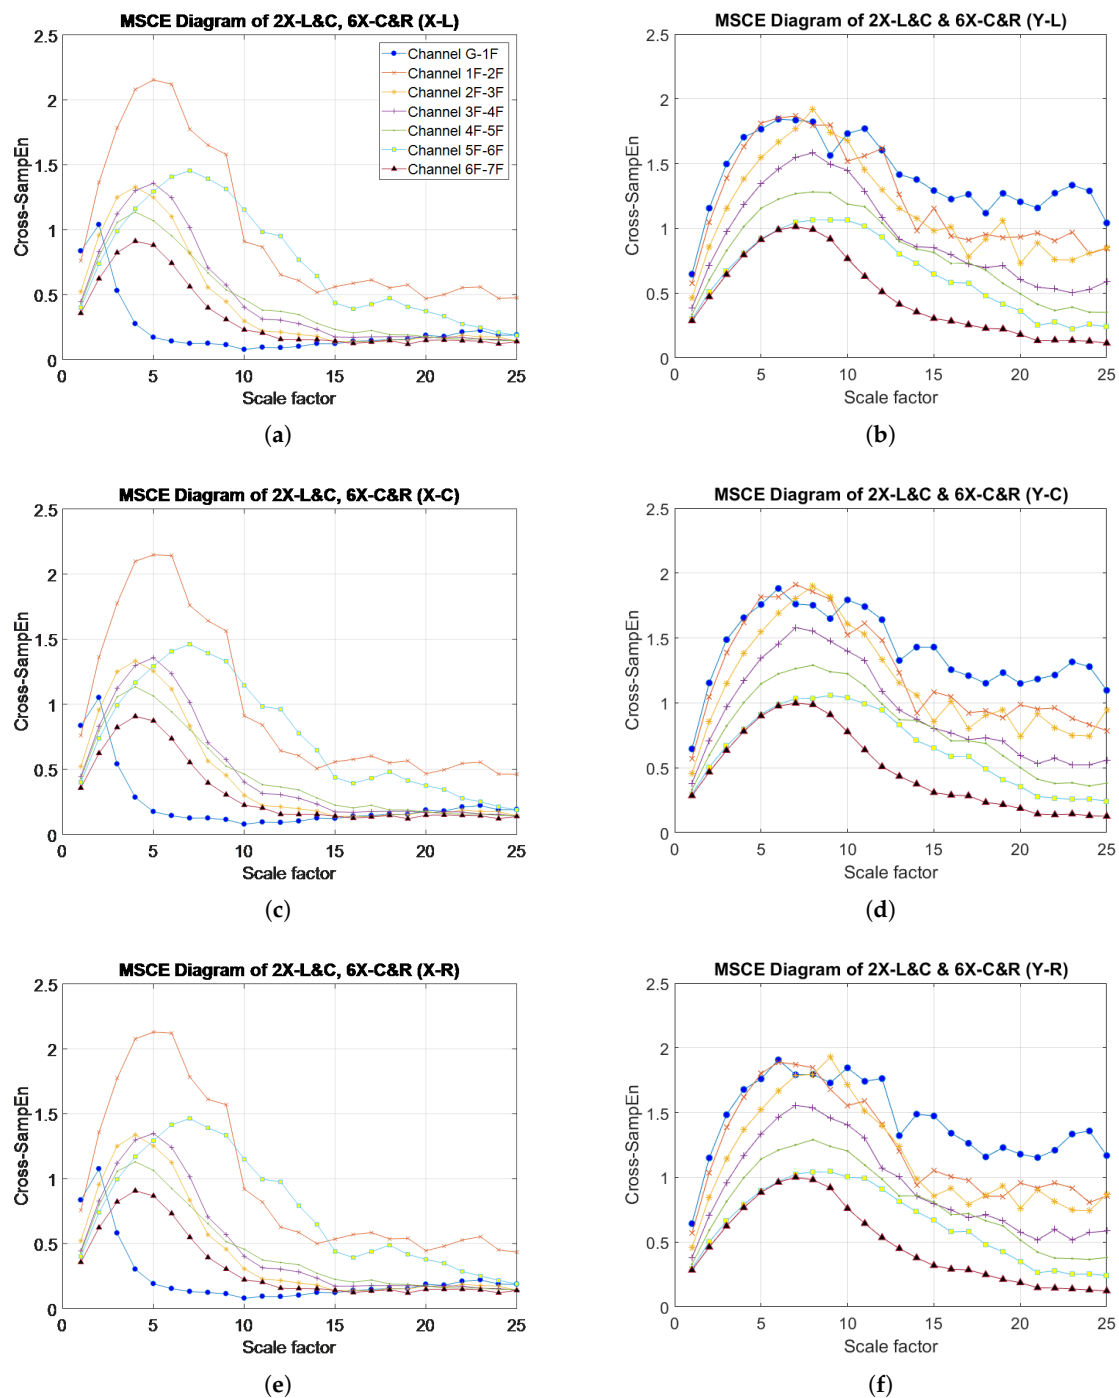 MSCE Diagram of 2X-L&C, 6X-C&R (X-L)
2.5
2
1.5
1
0.5
0
Cross-SampEn
Channel G-1F
Channel 1F-2F
Channel 2F-3F
Channel 3F-4F
Channel 4F-5F
Channel 5F-6F
Channel 6F-7F
0 5 10 15 20 25
Scale factor
(a)
MSCE Diagram of 2X-L&C & 6X-C&R (Y-L)
2.5
2
1.5
1
0.5
0
Cross-SampEn
0 5 10 15 20 25
Scale factor
(b)
MSCE Diagram of 2X-L&C, 6X-C&R (X-C)
2.5
2
1.5
1
0.5
0
Cross-SampEn
0 5 10 15 20 25
Scale factor
(c)
MSCE Diagram of 2X-L&C & 6X-C&R (Y-C)
2.5
2
1.5
1
0.5
0
Cross-SampEn
0 5 10 15 20 25
Scale factor
(d)
MSCE Diagram of 2X-L&C, 6X-C&R (X-R)
2.5
2
1.5
1
0.5
0
Cross-SampEn
0 5 10 15 20 25
Scale factor
(e)
MSCE Diagram of 2X-L&C & 6X-C&R (Y-R)
2.5
2
1.5
1
0.5
0
Cross-SampEn
0 5 10 15 20 25
Scale factor
(f)